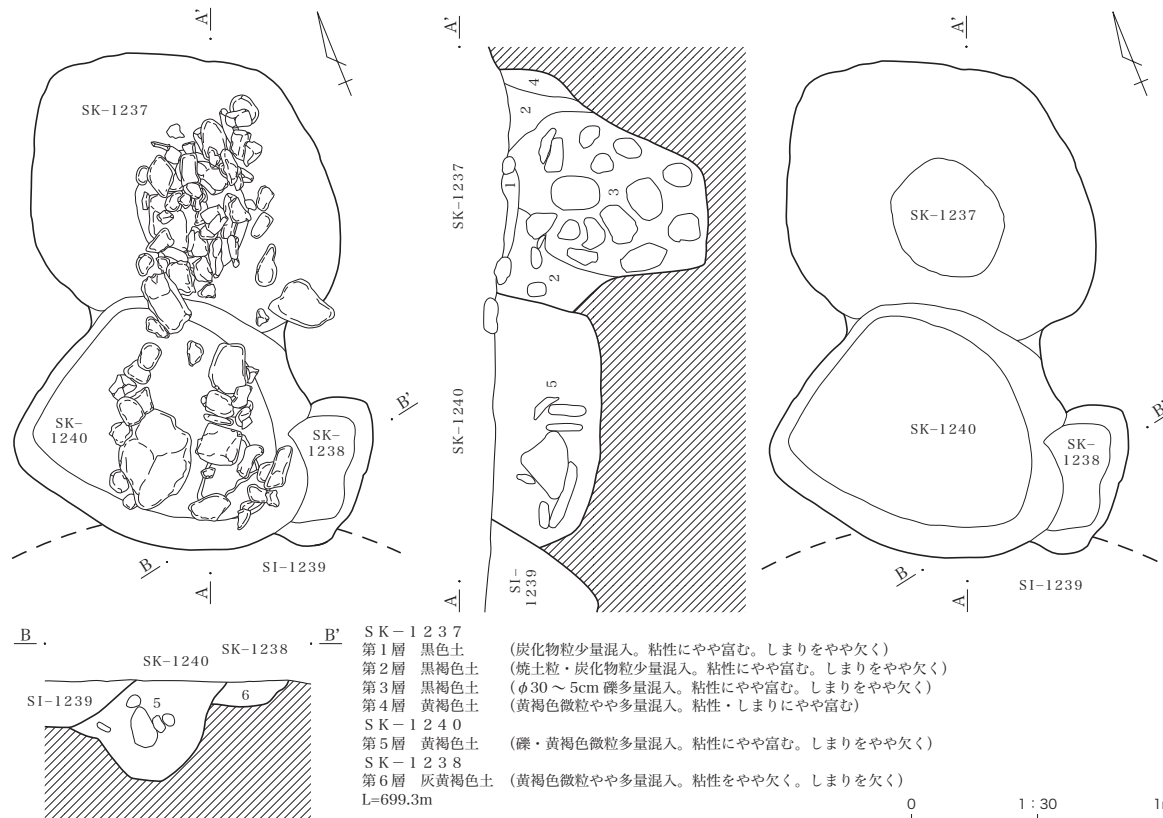 A’
SK−1237
SK−
1240
SK−
1238
B’
B
SI−1239
A
A’
4
2
SK−1237
1
3
2
SK−1240
5
SI−
1239
A
A’
SK−1237
SK−1240
SK−
1238
B’
B
SI−1239
A
B
B’
SK−1238
SK−1240
SI−1239
5
6
ＳＫ−１２３７
第１層　黒色土　（炭化物粒少量混入。粘性にやや富む。しまりをやや欠く）
第２層　黒褐色土　（焼土粒・炭化物粒少量混入。粘性にやや富む。しまりをやや欠く）
第３層　黒褐色土　（φ30 〜 5cm 礫多量混入。粘性にやや富む。しまりをやや欠く）
第４層　黄褐色土　（黄褐色微粒やや多量混入。粘性・しまりにやや富む）
ＳＫ−１２４０
第５層　黄褐色土　（礫・黄褐色微粒多量混入。粘性にやや富む。しまりをやや欠く）
ＳＫ−１２３８
第６層　灰黄褐色土　（黄褐色微粒やや多量混入。粘性をやや欠く。しまりを欠く）
L=699.3m
0　1：30